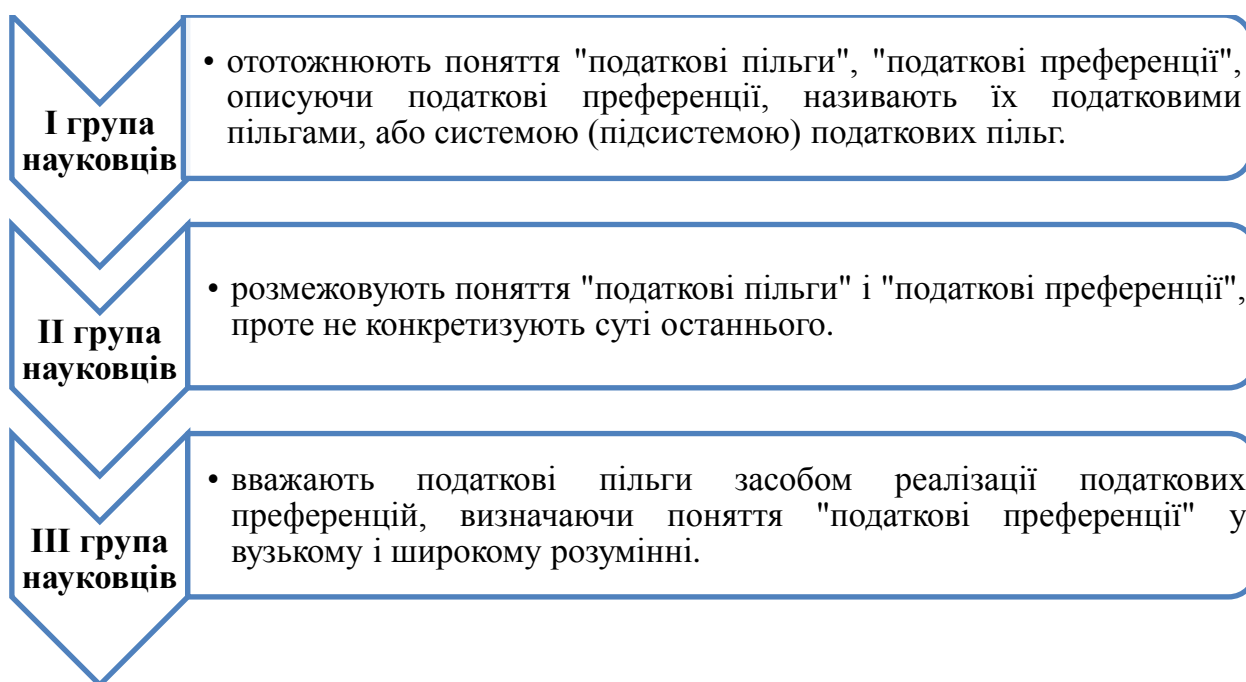 І група
науковців
• ототожнюють поняття "податкові пільги", "податкові преференції",
описуючи податкові преференції, називають їх податковими
пільгами, або системою (підсистемою) податкових пільг.
ІІ група
науковців
• розмежовують поняття "податкові пільги" і "податкові преференції",
проте не конкретизують суті останнього.
ІІІ група
науковців
• вважають податкові пільги засобом реалізації податкових
преференцій, визначаючи поняття "податкові преференції" у
вузькому і широкому розумінні.